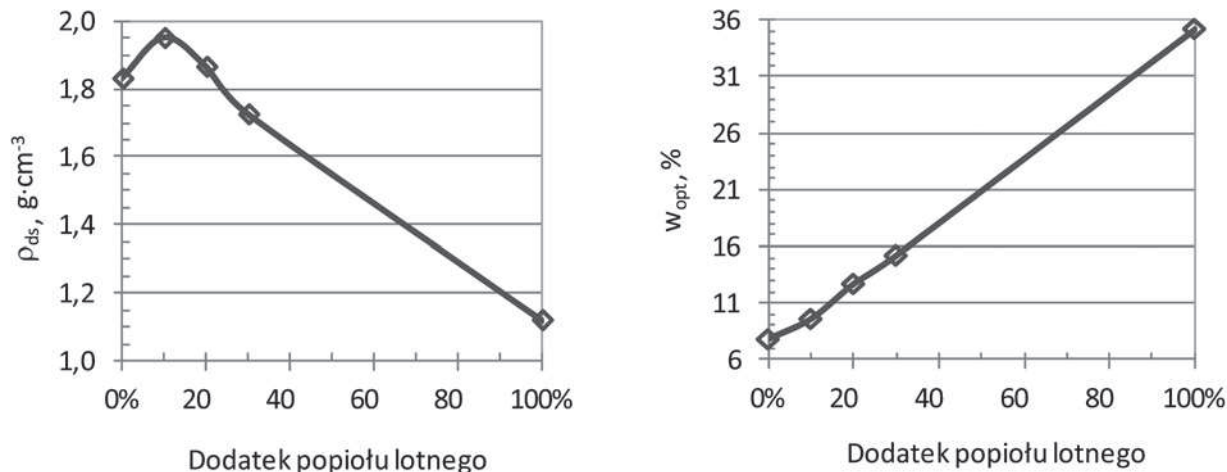 2,0
1,8
1,6
1,4
1,2
1,0
ρds, g·cm-3
0% 20 40 60 80 100%
Dodatek popiołu lotnego
36
31
26
21
16
11
6
wopt, %
0% 20 40 60 80 100%
Dodatek popiołu lotnego